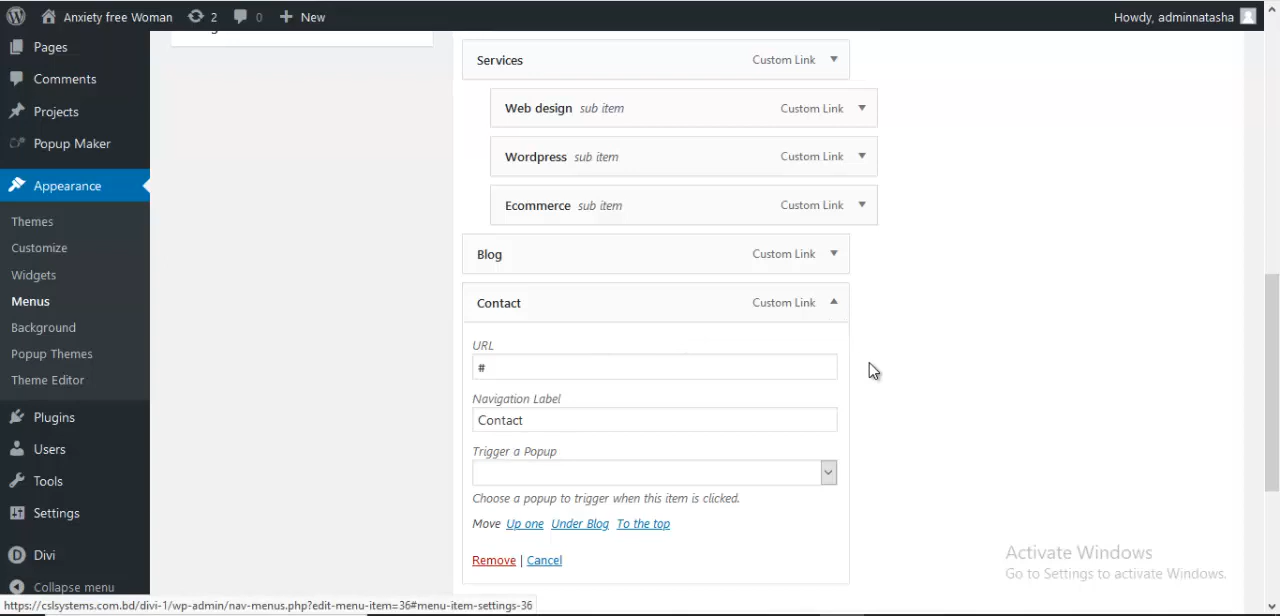 Anxiety free Woman 2 0 New Howdy, adminnatasha
Pages
Comments
Projects
Popup Maker
Appearance
Themes
Customize
Widgets
Menus
Background
Popup Themes
Theme Editor
Plugins
Users
Tools
Settings
Divi
Collapse menu
Services Custom Link
Web design sub item Custom Link
Wordpress sub item Custom Link
Ecommerce sub item Custom Link
Blog Custom Link
Contact Custom Link
URL
#
Navigation Label
Contact
Trigger a Popup
Choose a popup to trigger when this item is clicked.
Move Up one Under Blog To the top
Remove | Cancel
Activate Windows
Go to Settings to activate Windows.
https://cslsystems.com.bd/divi-1/wp-admin/nav-menus.php?edit-menu-item=36#menu-item-settings-36